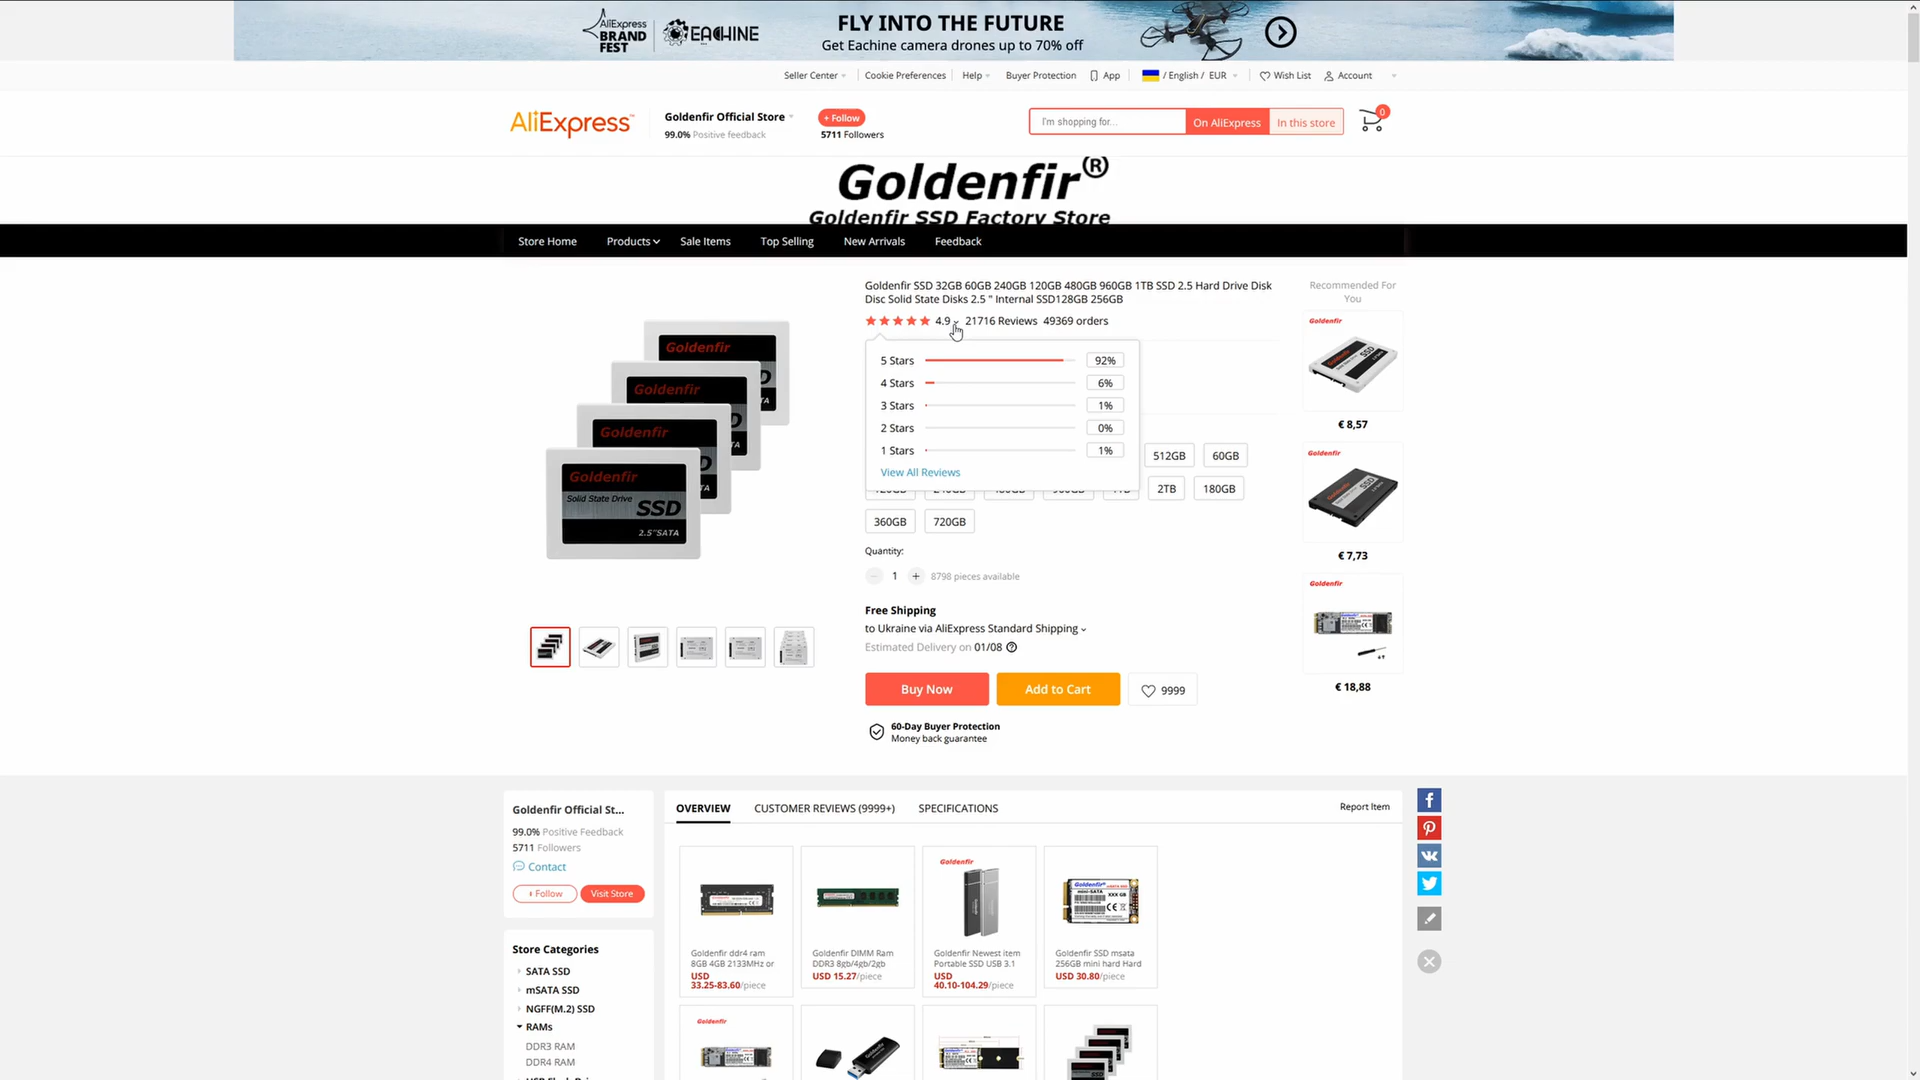 AliExpress
BRAND
FEST
EACHINE
FLY INTO THE FUTURE
Get Eachine camera drones up to 70% off
Seller Center
Cookie Preferences
Help
Buyer Protection
App
/ English / EUR
Wish List
Account
AliExpress
Goldenfir Official Store
99.0% Positive feedback
+ Follow
5711 Followers
I'm shopping for...
On AliExpress
In this store
0
Goldenfir®
Goldenfir SSD Factory Store
Store Home
Products
Sale Items
Top Selling
New Arrivals
Feedback
Goldenfir SSD 32GB 60GB 240GB 120GB 480GB 960GB 1TB SSD 2.5 Hard Drive Disk
Disc Solid State Disks 2.5 " Internal SSD128GB 256GB
4.9
21716 Reviews
49369 orders
5 Stars 92%
4 Stars 6%
3 Stars 1%
2 Stars 0%
1 Stars 1%
View All Reviews
512GB
60GB
2TB
180GB
360GB
720GB
Quantity:
1
8798 pieces available
Free Shipping
to Ukraine via AliExpress Standard Shipping
Estimated Delivery on 01/08
Buy Now
Add to Cart
9999
60-Day Buyer Protection
Money back guarantee
Goldenfir
Goldenfir
Goldenfir
Goldenfir
Solid State Drive
SSD
2.5"SATA
Recommended For
You
Goldenfir
€ 8,57
Goldenfir
€ 7,73
Goldenfir
€ 18,88
Goldenfir Official St...
99.0% Positive Feedback
5711 Followers
Contact
+ Follow
Visit Store
Store Categories
SATA SSD
mSATA SSD
NGFF(M.2) SSD
RAMs
DDR3 RAM
DDR4 RAM
OVERVIEW
CUSTOMER REVIEWS (9999+)
SPECIFICATIONS
Report Item
Goldenfir ddr4 ram
8GB 4GB 2133MHz or
USD
33.25-83.60/piece
Goldenfir DIMM Ram
DDR3 8gb/4gb/2gb
USD 15.27/piece
Goldenfir
Goldenfir Newest item
Portable SSD USB 3.1
USD
40.10-104.29/piece
Goldenfir SSD msata
256GB mini hard Hard
USD 30.80/piece
Goldenfir